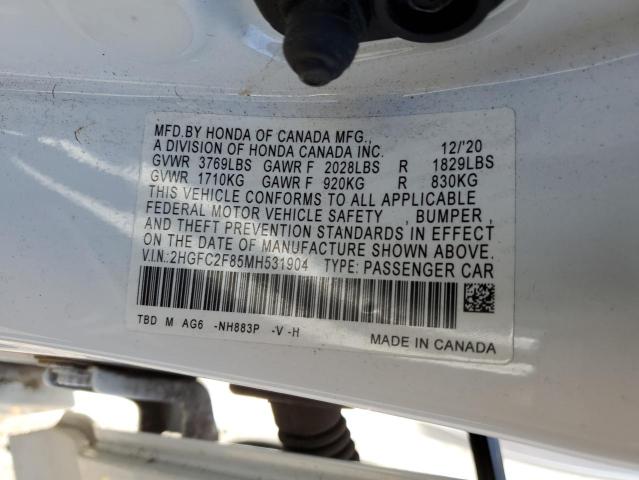 MFD.BY HONDA OF CANADA MFG.,
A DIVISION OF HONDA CANADA INC. 12/'20
GVWR 3769LBS GAWR F 2028LBS R 1829LBS
GVWR 1710KG GAWR F 920KG R 830KG
THIS VEHICLE CONFORMS TO ALL APPLICABLE
FEDERAL MOTOR VEHICLE SAFETY , BUMPER ,
AND THEFT PREVENTION STANDARDS IN EFFECT
ON THE DATE OF MANUFACTURE SHOWN ABOVE.
V.I.N.:2HGFC2F85MH531904 TYPE: PASSENGER CAR
TBD M AG6 -NH883P -V -H
MADE IN CANADA